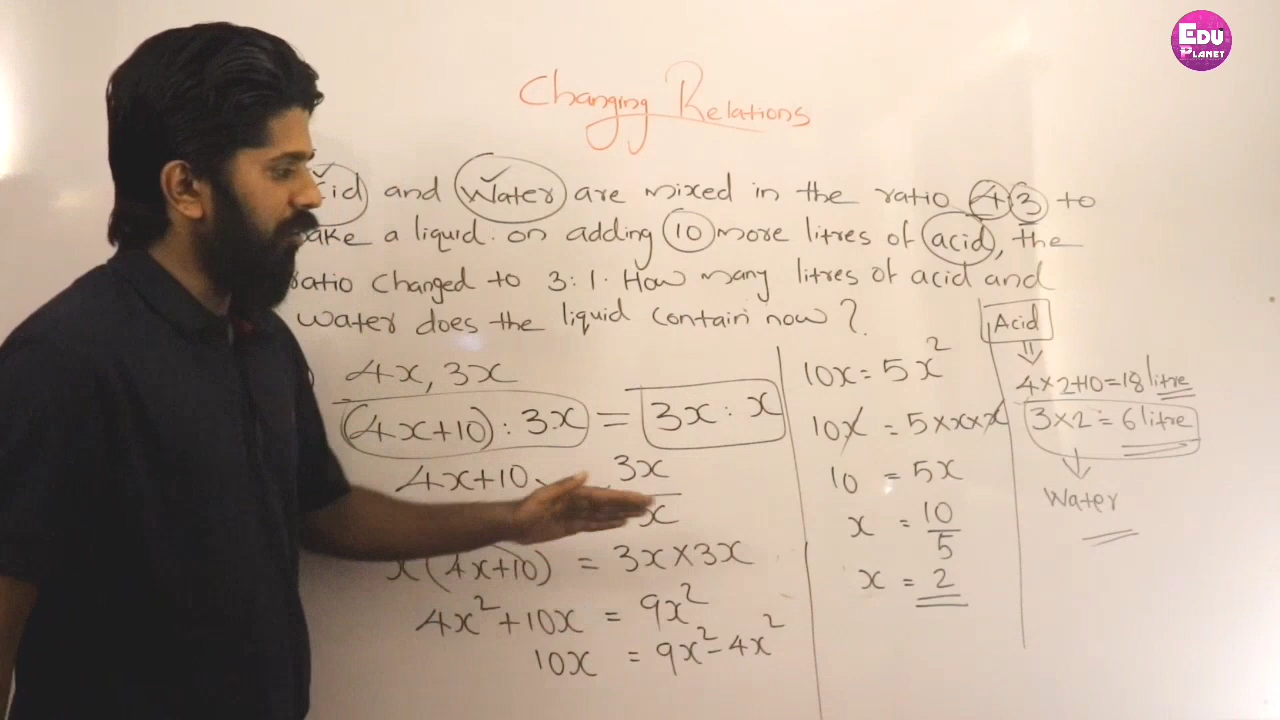 EDU
PLANET
Changing Relations
and Water are mixed in the ratio 4:3 to
a liquid. on adding 10 more litres of acid, the
ratio changed to 3:1. How many litres of acid and
water does the liquid contain now?
4x, 3x
(4x+10) : 3x = 3x : x
4x+10
3x
x
x(4x+10) = 3x×3x
4x²+10x = 9x²
10x = 9x²-4x²
10x = 5x²
10x = 5×x×x
10 = 5x
x = 10/5
x = 2
Acid
⇓
4×2+10=18 litre
3×2 = 6 litre
↓
Water